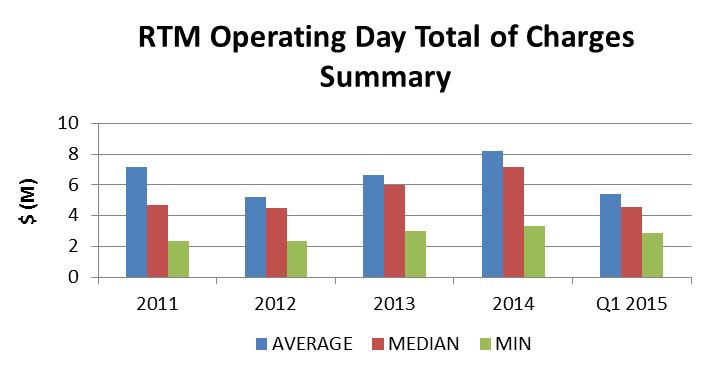 RTM Operating Day Total of Charges
Summary
$ (M)
10
8
6
4
2
0
2011 2012 2013 2014 Q1 2015
AVERAGE MEDIAN MIN